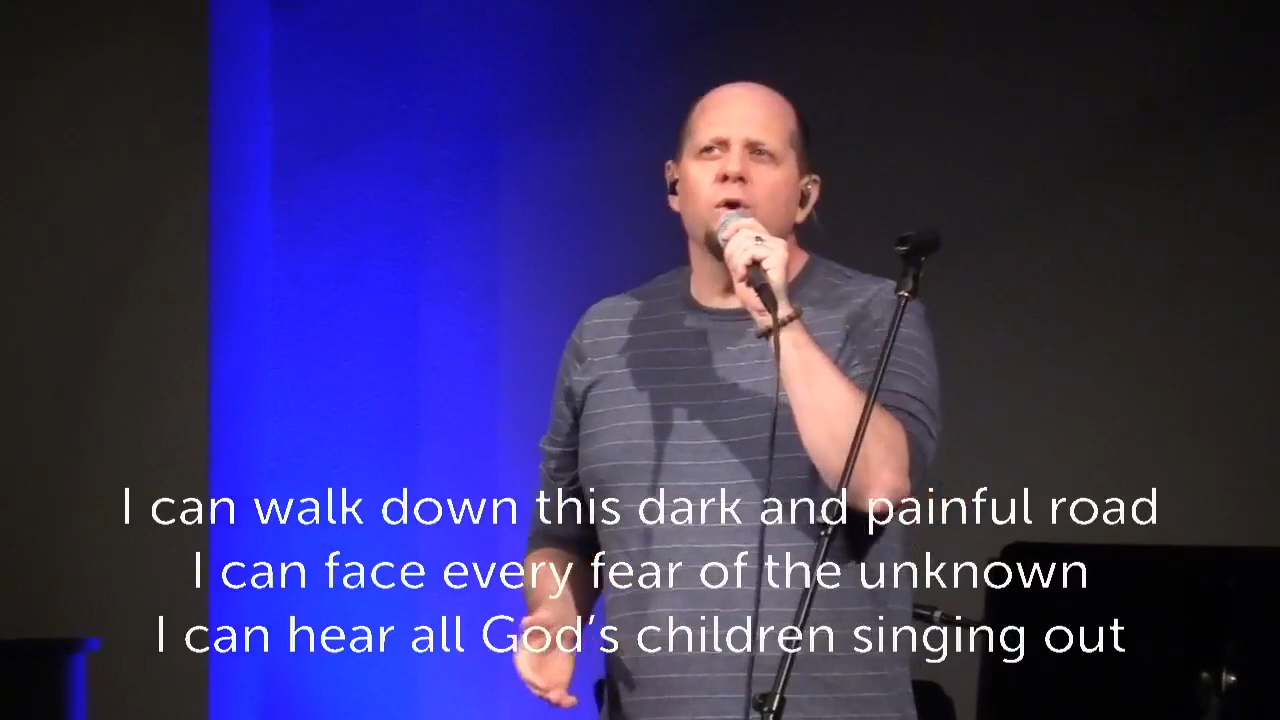 I can walk down this dark and painful road
I can face every fear of the unknown
I can hear all God's children singing out